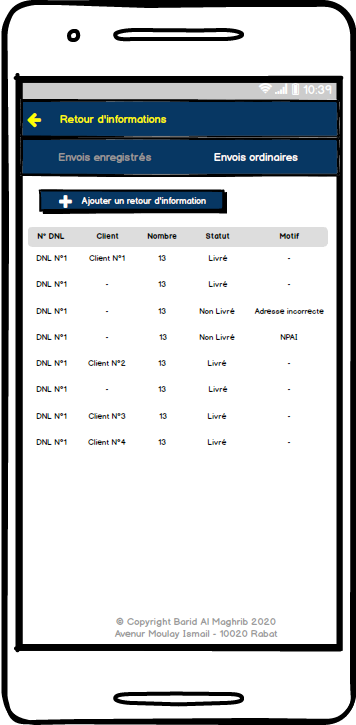 10:39
Retour d'informations
Envois enregistrés Envois ordinaires
Ajouter un retour d'information
N° DNL Client Nombre Statut Motif
DNL N°1 Client N°1 13 Livré -
DNL N°1 - 13 Livré -
DNL N°1 - 13 Non Livré Adresse incorrecte
DNL N°1 - 13 Non Livré NPAI
DNL N°1 Client N°2 13 Livré -
DNL N°1 - 13 Livré -
DNL N°1 Client N°3 13 Livré -
DNL N°1 Client N°4 13 Livré -
© Copyright Barid Al Maghrib 2020
Avenur Moulay Ismail - 10020 Rabat